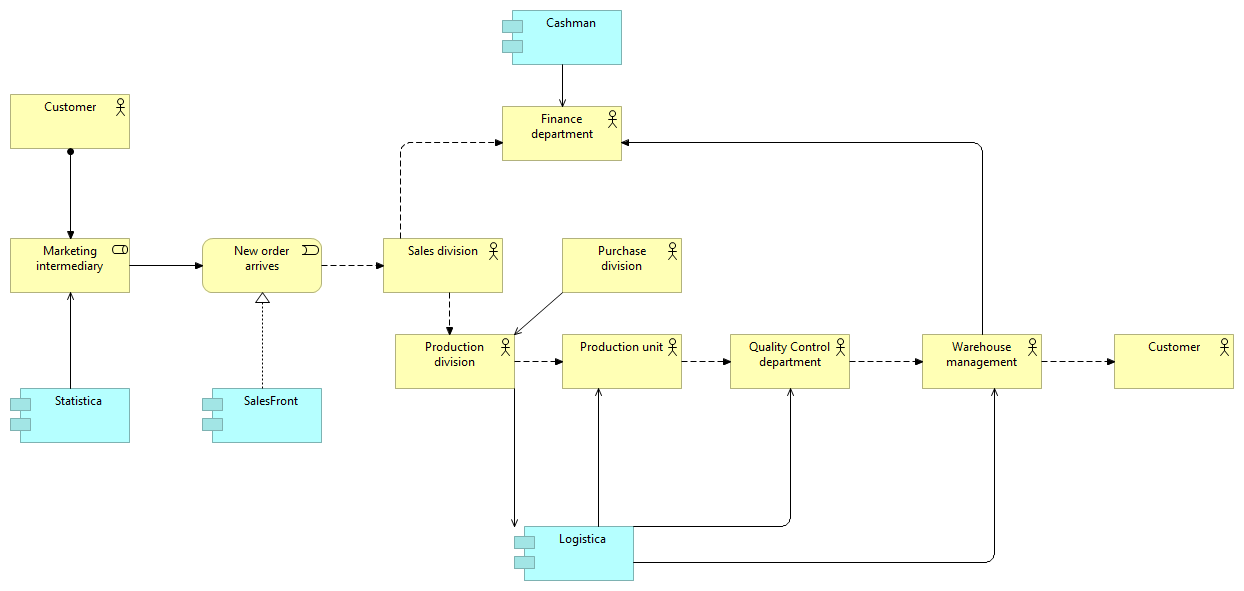 Cashman
Customer
Finance
department
Marketing
intermediary
New order
arrives
Sales division
Purchase
division
Production
division
Production unit
Quality Control
department
Warehouse
management
Customer
Statistica
SalesFront
Logistica